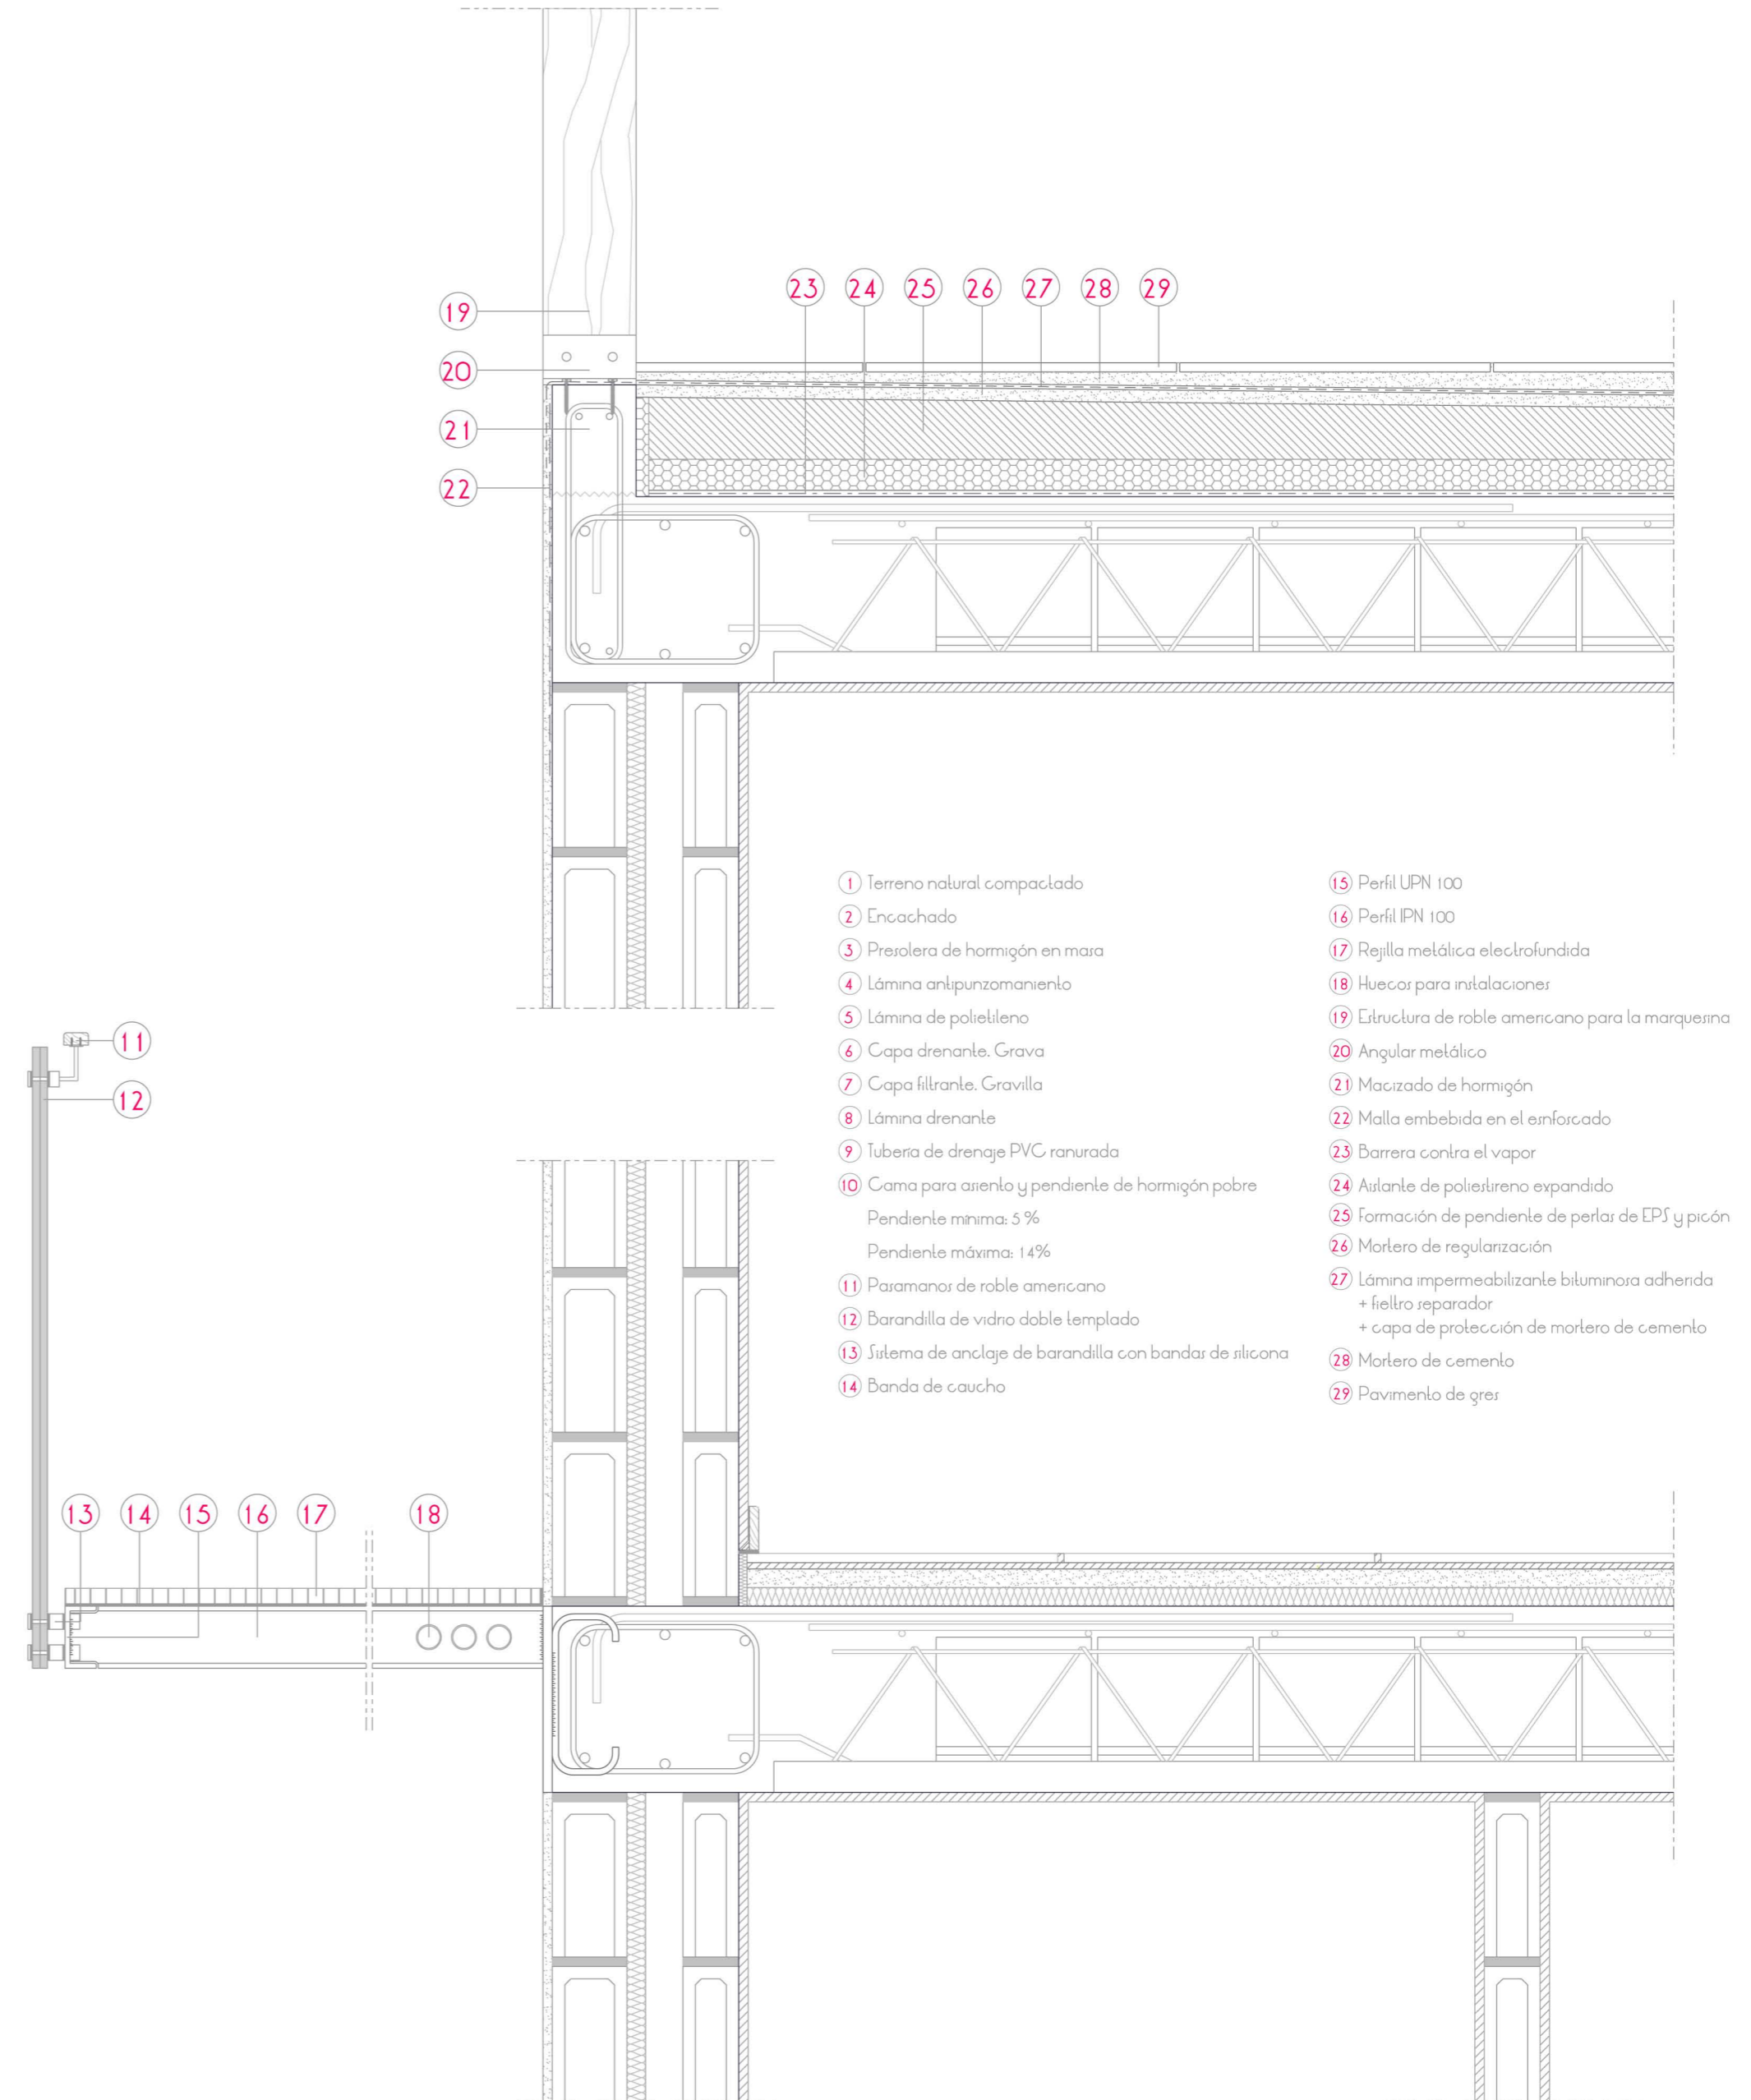 19
20
21
22
23 24 25 26 27 28 29
11
12
1 Terreno natural compactado
2 Encachado
3 Presolera de hormigón en masa
4 Lámina antipunzomaniento
5 Lámina de polietileno
6 Capa drenante. Grava
7 Capa filtrante. Gravilla
8 Lámina drenante
9 Tubería de drenaje PVC ranurada
10 Cama para asiento y pendiente de hormigón pobre
Pendiente mínima: 5 %
Pendiente máxima: 14%
11 Pasamanos de roble americano
12 Barandilla de vidrio doble templado
13 Sistema de anclaje de barandilla con bandas de silicona
14 Banda de caucho
15 Perfil UPN 100
16 Perfil IPN 100
17 Rejilla metálica electrofundida
18 Huecos para instalaciones
19 Estructura de roble americano para la marquesina
20 Angular metálico
21 Macizado de hormigón
22 Malla embebida en el esnfoscado
23 Barrera contra el vapor
24 Aislante de poliestireno expandido
25 Formación de pendiente de perlas de EPS y picón
26 Mortero de regularización
27 Lámina impermeabilizante bituminosa adherida
+ fieltro separador
+ capa de protección de mortero de cemento
28 Mortero de cemento
29 Pavimento de gres
13 14 15 16 17 18